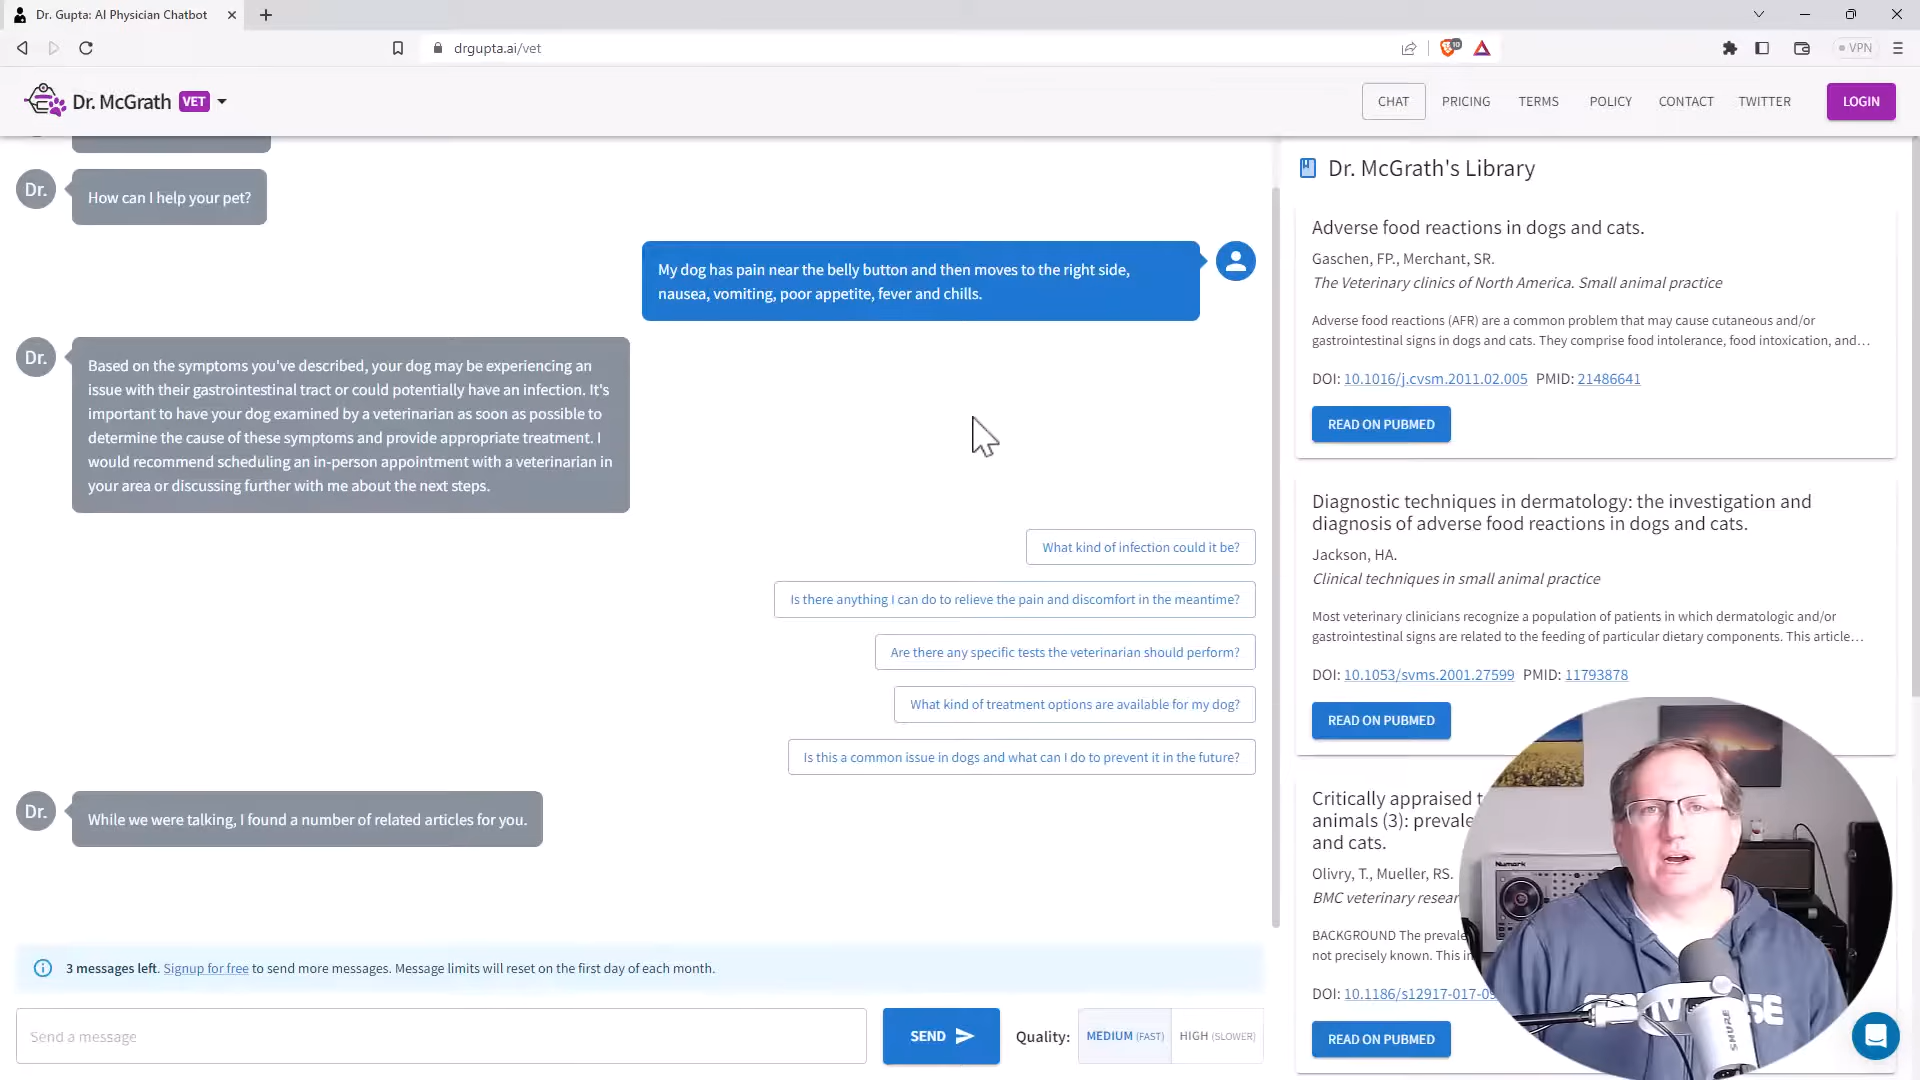 Dr. Gupta: AI Physician Chatbot
drgupta.ai/vet
10
VPN
Dr. McGrath VET
CHAT
PRICING
TERMS
POLICY
CONTACT
TWITTER
LOGIN
Dr.
How can I help your pet?
My dog has pain near the belly button and then moves to the right side,
nausea, vomiting, poor appetite, fever and chills.
Dr.
Based on the symptoms you've described, your dog may be experiencing an
issue with their gastrointestinal tract or could potentially have an infection. It's
important to have your dog examined by a veterinarian as soon as possible to
determine the cause of these symptoms and provide appropriate treatment. I
would recommend scheduling an in-person appointment with a veterinarian in
your area or discussing further with me about the next steps.
What kind of infection could it be?
Is there anything I can do to relieve the pain and discomfort in the meantime?
Are there any specific tests the veterinarian should perform?
What kind of treatment options are available for my dog?
Is this a common issue in dogs and what can I do to prevent it in the future?
Dr.
While we were talking, I found a number of related articles for you.
3 messages left. Signup for free to send more messages. Message limits will reset on the first day of each month.
Send a message
SEND
Quality:
MEDIUM (FAST)
HIGH (SLOWER)
Dr. McGrath's Library
Adverse food reactions in dogs and cats.
Gaschen, FP., Merchant, SR.
The Veterinary clinics of North America. Small animal practice
Adverse food reactions (AFR) are a common problem that may cause cutaneous and/or
gastrointestinal signs in dogs and cats. They comprise food intolerance, food intoxication, and…
DOI: 10.1016/j.cvsm.2011.02.005 PMID: 21486641
READ ON PUBMED
Diagnostic techniques in dermatology: the investigation and
diagnosis of adverse food reactions in dogs and cats.
Jackson, HA.
Clinical techniques in small animal practice
Most veterinary clinicians recognize a population of patients in which dermatologic and/or
gastrointestinal signs are related to the feeding of particular dietary components. This article…
DOI: 10.1053/svms.2001.27599 PMID: 11793878
READ ON PUBMED
Critically appraised
animals (3):
and cats.
Olivry, T., Mueller, RS.
BMC veterinary
BACKGROUND The
not precisely known. This
DOI: 10.1186/s12917-017-0
READ ON PUBMED
Numark
SHURE